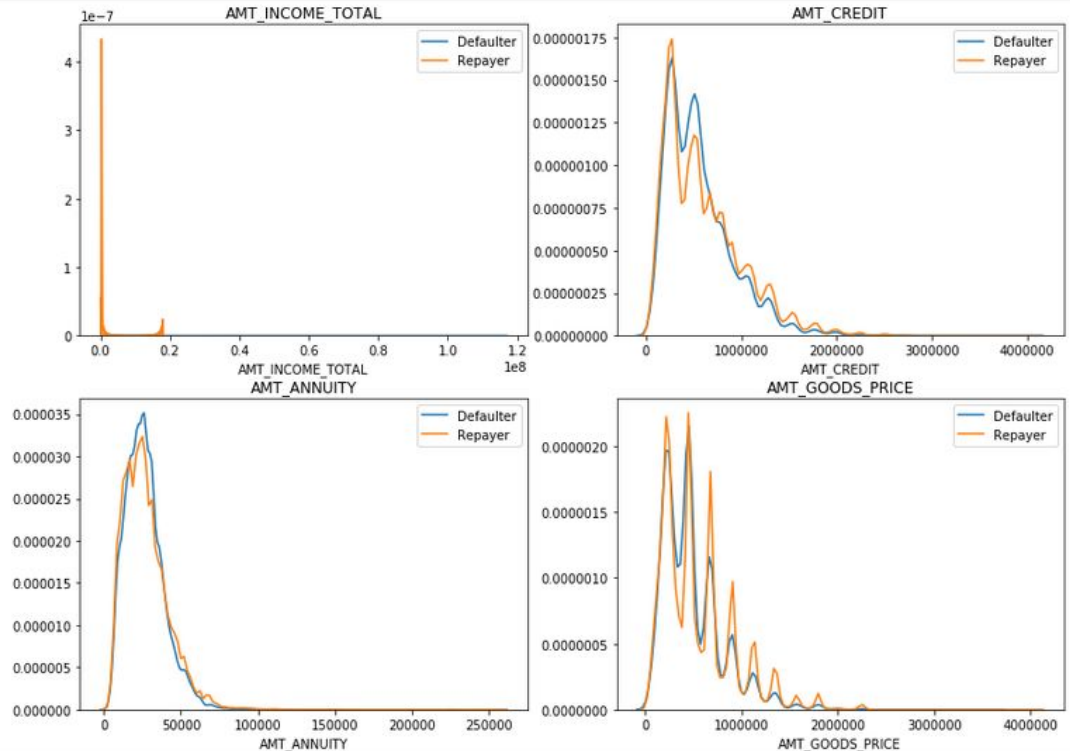 AMT_INCOME_TOTAL
1e-7
4
3
2
1
0
0.0 0.2 0.4 0.6 0.8 1.0 1.2
1e8
AMT_INCOME_TOTAL
Defaulter
Repayer
AMT_CREDIT
0.00000175
0.00000150
0.00000125
0.00000100
0.00000075
0.00000050
0.00000025
0.00000000
0 1000000 2000000 3000000 4000000
AMT_CREDIT
Defaulter
Repayer
AMT_ANNUITY
0.000035
0.000030
0.000025
0.000020
0.000015
0.000010
0.000005
0.000000
0 50000 100000 150000 200000 250000
AMT_ANNUITY
Defaulter
Repayer
AMT_GOODS_PRICE
0.0000020
0.0000015
0.0000010
0.0000005
0.0000000
0 1000000 2000000 3000000 4000000
AMT_GOODS_PRICE
Defaulter
Repayer